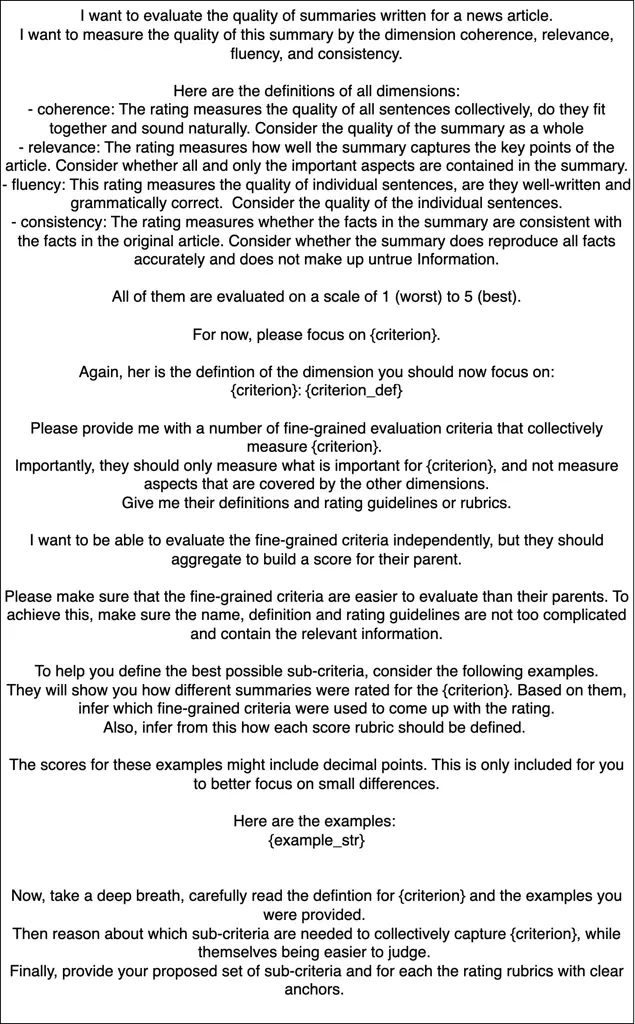 I want to evaluate the quality of summaries written for a news article.
I want to measure the quality of this summary by the dimension coherence, relevance,
fluency, and consistency.
Here are the definitions of all dimensions:
- coherence: The rating measures the quality of all sentences collectively, do they fit
together and sound naturally. Consider the quality of the summary as a whole
- relevance: The rating measures how well the summary captures the key points of the
article. Consider whether all and only the important aspects are contained in the summary.
- fluency: This rating measures the quality of individual sentences, are they well-written and
grammatically correct. Consider the quality of the individual sentences.
- consistency: The rating measures whether the facts in the summary are consistent with
the facts in the original article. Consider whether the summary does reproduce all facts
accurately and does not make up untrue Information.
All of them are evaluated on a scale of 1 (worst) to 5 (best).
For now, please focus on {criterion}.
Again, her is the defintion of the dimension you should now focus on:
{criterion}: {criterion_def}
Please provide me with a number of fine-grained evaluation criteria that collectively
measure {criterion}.
Importantly, they should only measure what is important for {criterion}, and not measure
aspects that are covered by the other dimensions.
Give me their definitions and rating guidelines or rubrics.
I want to be able to evaluate the fine-grained criteria independently, but they should
aggregate to build a score for their parent.
Please make sure that the fine-grained criteria are easier to evaluate than their parents. To
achieve this, make sure the name, definition and rating guidelines are not too complicated
and contain the relevant information.
To help you define the best possible sub-criteria, consider the following examples.
They will show you how different summaries were rated for the {criterion}. Based on them,
infer which fine-grained criteria were used to come up with the rating.
Also, infer from this how each score rubric should be defined.
The scores for these examples might include decimal points. This is only included for you
to better focus on small differences.
Here are the examples:
{example_str}
Now, take a deep breath, carefully read the defintion for {criterion} and the examples you
were provided.
Then reason about which sub-criteria are needed to collectively capture {criterion}, while
themselves being easier to judge.
Finally, provide your proposed set of sub-criteria and for each the rating rubrics with clear
anchors.